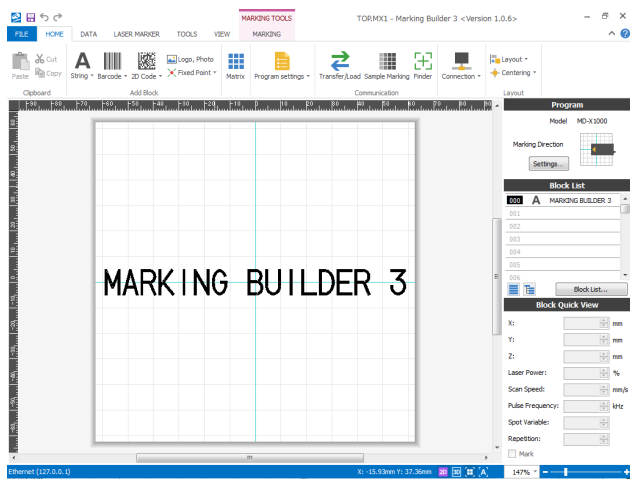 MARKING TOOLS
TOP.MX1 - Marking Builder 3 <Version 1.0.6>
FILE HOME DATA LASER MARKER TOOLS VIEW MARKING
Paste
Cut
Copy
String
Barcode
2D Code
Logo, Photo
Fixed Point
Matrix
Program settings
Transfer/Load
Sample Marking
Finder
Connection
Layout
Centering
Clipboard Add Block Communication Layout
Program
Model MD-X1000
Marking Direction
Settings...
Block List
000 A MARKING BUILDER 3
001
002
003
004
005
006
Block List...
MARKING BUILDER 3
Block Quick View
X: mm
Y: mm
Z: mm
Laser Power: %
Scan Speed: mm/s
Pulse Frequency: kHz
Spot Variable:
Repetition:
Mark
Ethernet (127.0.0.1) X: -15.93mm Y: 37.36mm 2D 3D A 147%